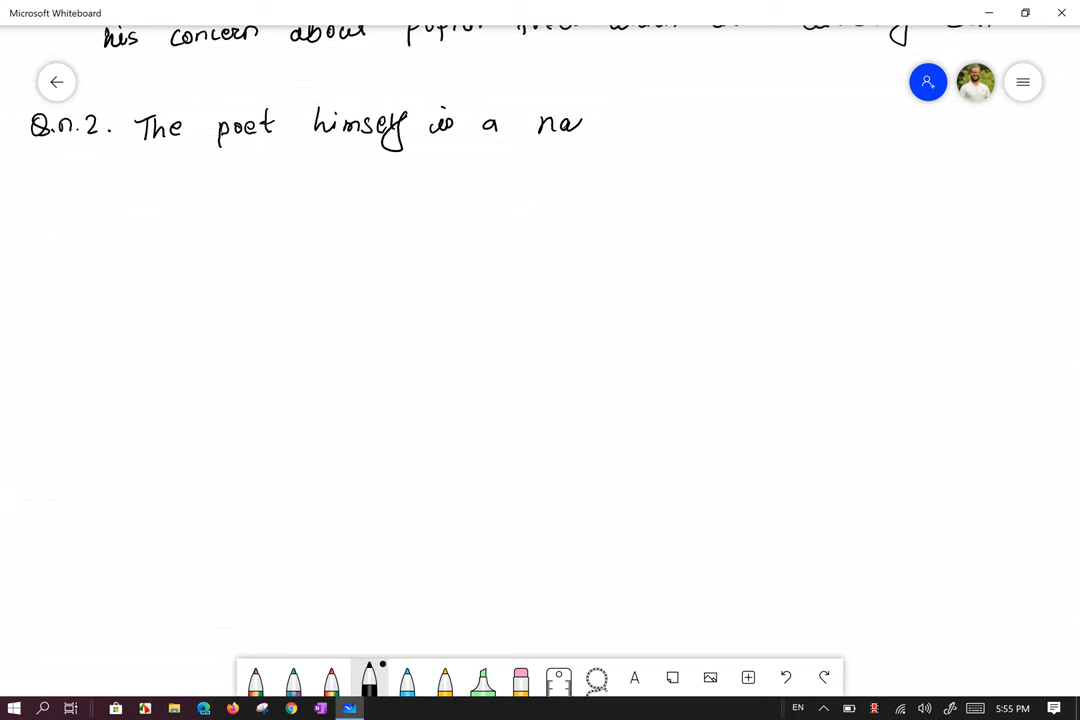 Microsoft Whiteboard
his concern about
Q.n.2. The poet himself is a na
A
EN
5:55 PM